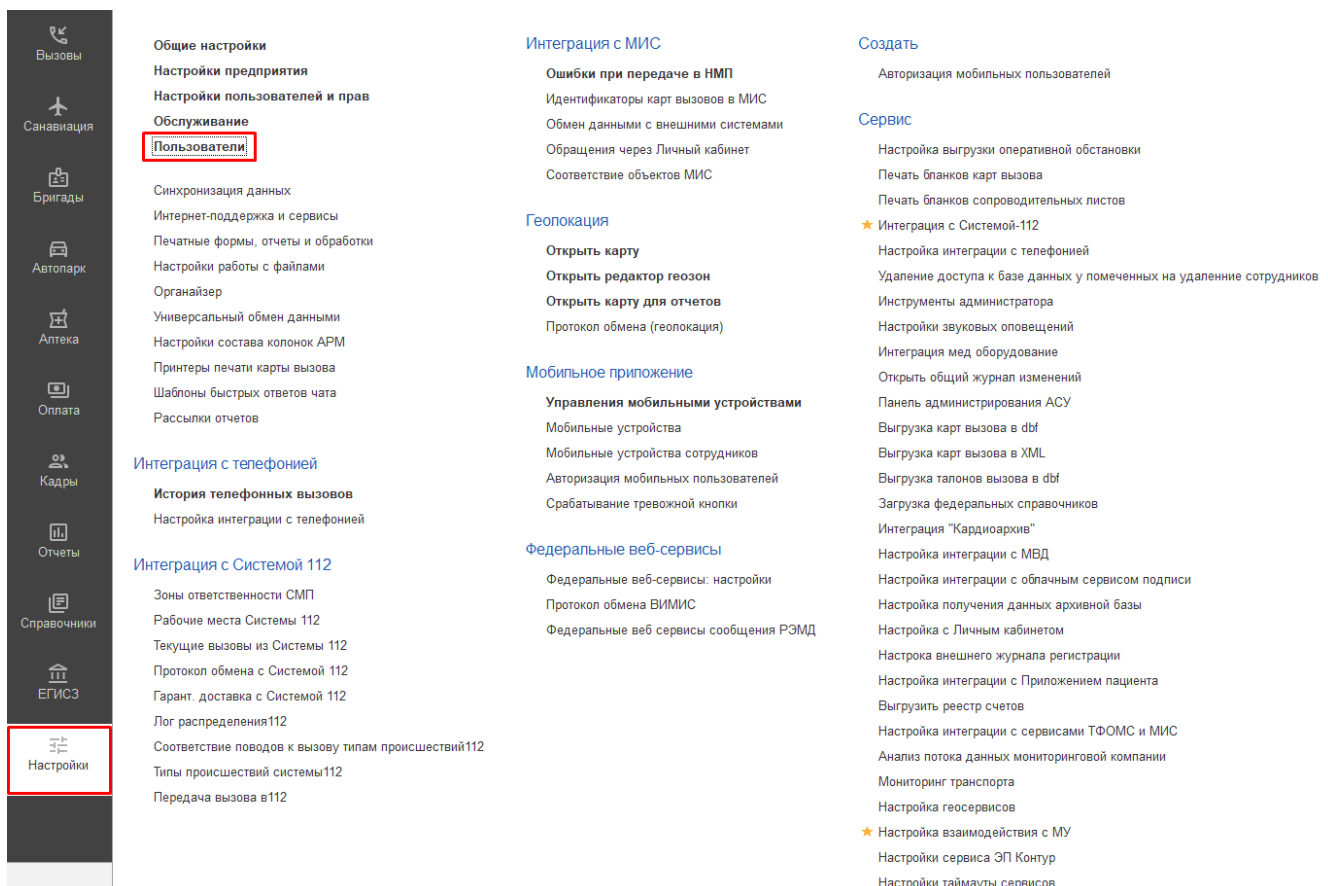 Вызовы
Санавиация
Бригады
Автопарк
Аптека
Оплата
Кадры
Отчеты
Справочники
ЕГИСЗ
Настройки
Общие настройки
Настройки предприятия
Настройки пользователей и прав
Обслуживание
Пользователи
Синхронизация данных
Интернет-поддержка и сервисы
Печатные формы, отчеты и обработки
Настройки работы с файлами
Органайзер
Универсальный обмен данными
Настройки состава колонок АРМ
Принтеры печати карты вызова
Шаблоны быстрых ответов чата
Рассылки отчетов
Интеграция с телефонией
История телефонных вызовов
Настройка интеграции с телефонией
Интеграция с Системой 112
Зоны ответственности СМП
Рабочие места Системы 112
Текущие вызовы из Системы 112
Протокол обмена с Системой 112
Гарант. доставка с Системой 112
Лог распределения112
Соответствие поводов к вызову типам происшествий112
Типы происшествий системы112
Передача вызова в112
Интеграция с МИС
Ошибки при передаче в НМП
Идентификаторы карт вызовов в МИС
Обмен данными с внешними системами
Обращения через Личный кабинет
Соответствие объектов МИС
Геолокация
Открыть карту
Открыть редактор геозон
Открыть карту для отчетов
Протокол обмена (геолокация)
Мобильное приложение
Управления мобильными устройствами
Мобильные устройства
Мобильные устройства сотрудников
Авторизация мобильных пользователей
Срабатывание тревожной кнопки
Федеральные веб-сервисы
Федеральные веб-сервисы: настройки
Протокол обмена ВИМИС
Федеральные веб сервисы сообщения РЭМД
Создать
Авторизация мобильных пользователей
Сервис
Настройка выгрузки оперативной обстановки
Печать бланков карт вызова
Печать бланков сопроводительных листов
Интеграция с Системой-112
Настройка интеграции с телефонией
Удаление доступа к базе данных у помеченных на удаленние сотрудников
Инструменты администратора
Настройки звуковых оповещений
Интеграция мед оборудование
Открыть общий журнал изменений
Панель администрирования АСУ
Выгрузка карт вызова в dbf
Выгрузка карт вызова в XML
Выгрузка талонов вызова в dbf
Загрузка федеральных справочников
Интеграция "Кардиоархив"
Настройка интеграции с МВД
Настройка интеграции с облачным сервисом подписи
Настройка получения данных архивной базы
Настройка с Личным кабинетом
Настрока внешнего журнала регистрации
Настройка интеграции с Приложением пациента
Выгрузить реестр счетов
Настройка интеграции с сервисами ТФОМС и МИС
Анализ потока данных мониторинговой компании
Мониторинг транспорта
Настройка геосервисов
Настройка взаимодействия с МУ
Настройки сервиса ЭП Контур
Настройки таймауты сервисов